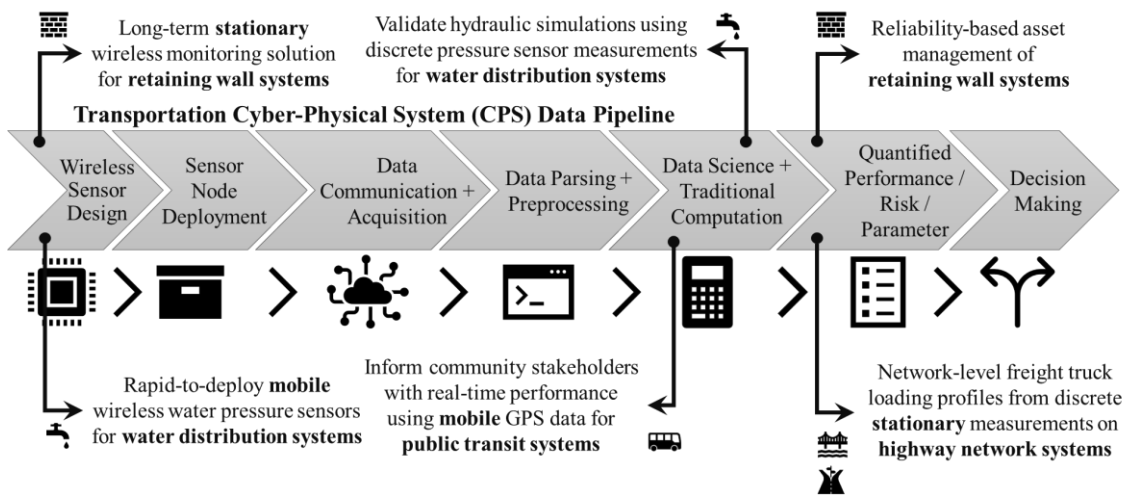 Long-term stationary
wireless monitoring solution
for retaining wall systems
Validate hydraulic simulations using
discrete pressure sensor measurements
for water distribution systems
Reliability-based asset
management of
retaining wall systems
Transportation Cyber-Physical System (CPS) Data Pipeline
Wireless
Sensor
Design
Sensor
Node
Deployment
Data
Communication +
Acquisition
Data Parsing +
Preprocessing
Data Science +
Traditional
Computation
Quantified
Performance /
Risk /
Parameter
Decision
Making
Rapid-to-deploy mobile
wireless water pressure sensors
for water distribution systems
Inform community stakeholders
with real-time performance
using mobile GPS data for
public transit systems
Network-level freight truck
loading profiles from discrete
stationary measurements on
highway network systems